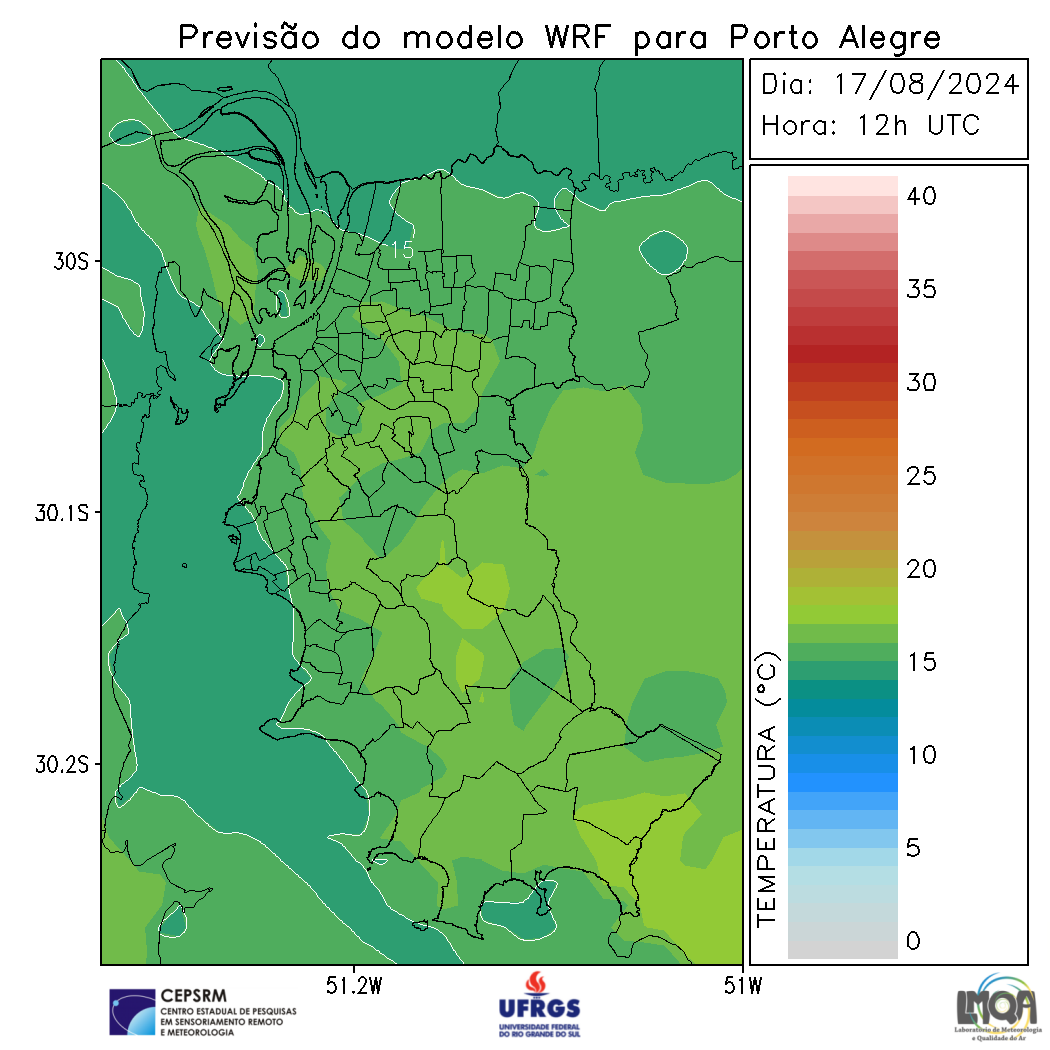 Previsão do modelo WRF para Porto Alegre
Dia: 17/08/2024
Hora: 12h UTC
40
35
30
25
20
15
10
5
0
TEMPERATURA (°C)
15
30S
30.1S
30.2S
51.2W
51W
CEPSRM
CENTRO ESTADUAL DE PESQUISAS
EM SENSORIAMENTO REMOTO
E METEOROLOGIA
UFRGS
UNIVERSIDADE FEDERAL
DO RIO GRANDE DO SUL
LMQA
Laboratório de Meteorologia
e Qualidade do Ar